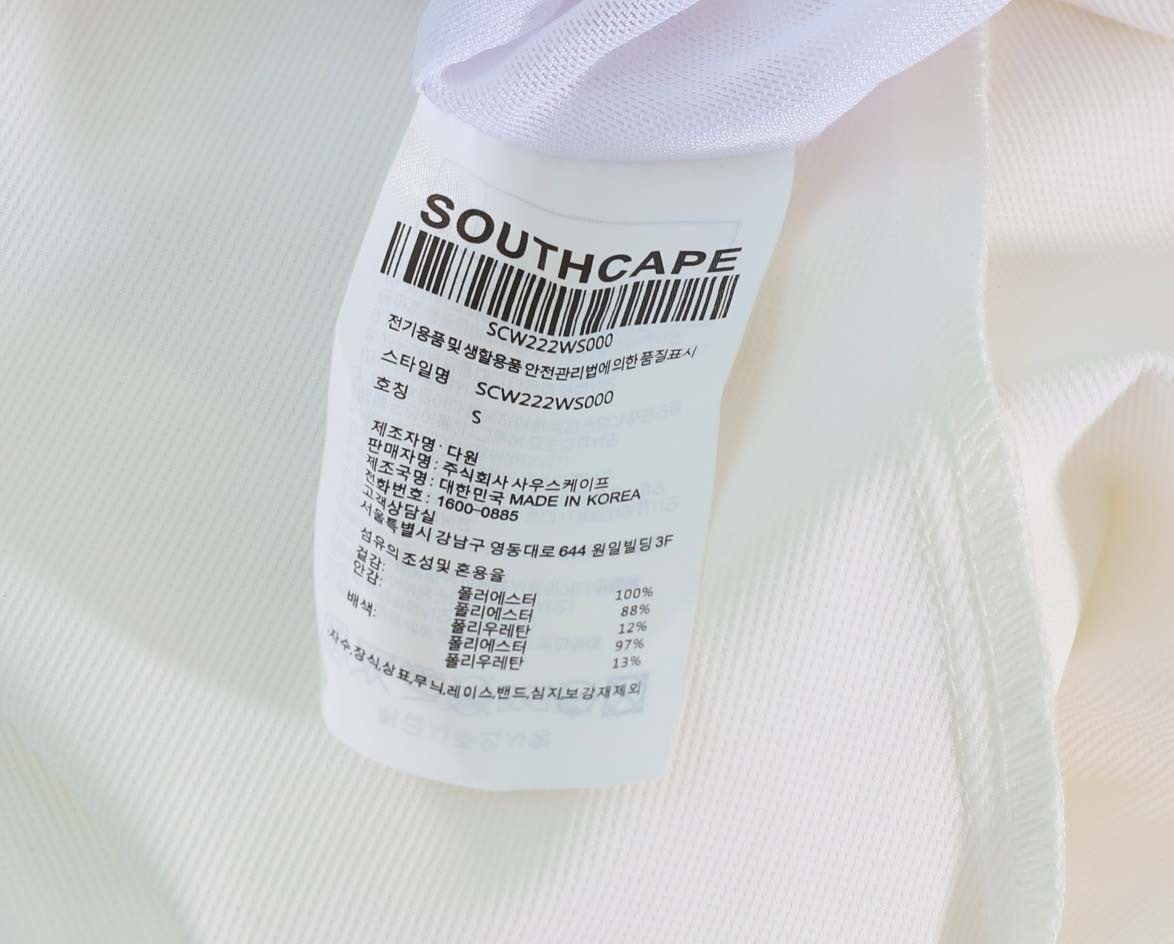 SOUTHCAPE
SCW222WS000
전기용품 및 생활용품 안전관리법에 의한 품질표시
스타일명 SCW222WS000
호칭 S
제조자명 : 다원
판매자명 : 주식회사 사우스케이프
제조국명 : 대한민국 MADE IN KOREA
전화번호 : 1600-0885
고객상담실
서울특별시 강남구 영동대로 644 원일빌딩 3F
섬유의 조성 및 혼용율
겉감: 폴러에스터 100%
안감: 폴리에스터 88%
폴리우레탄 12%
배색: 폴리에스터 97%
폴리우레탄 13%
자수,장식,상표,무늬,레이스,밴드,심지,보강재 제외